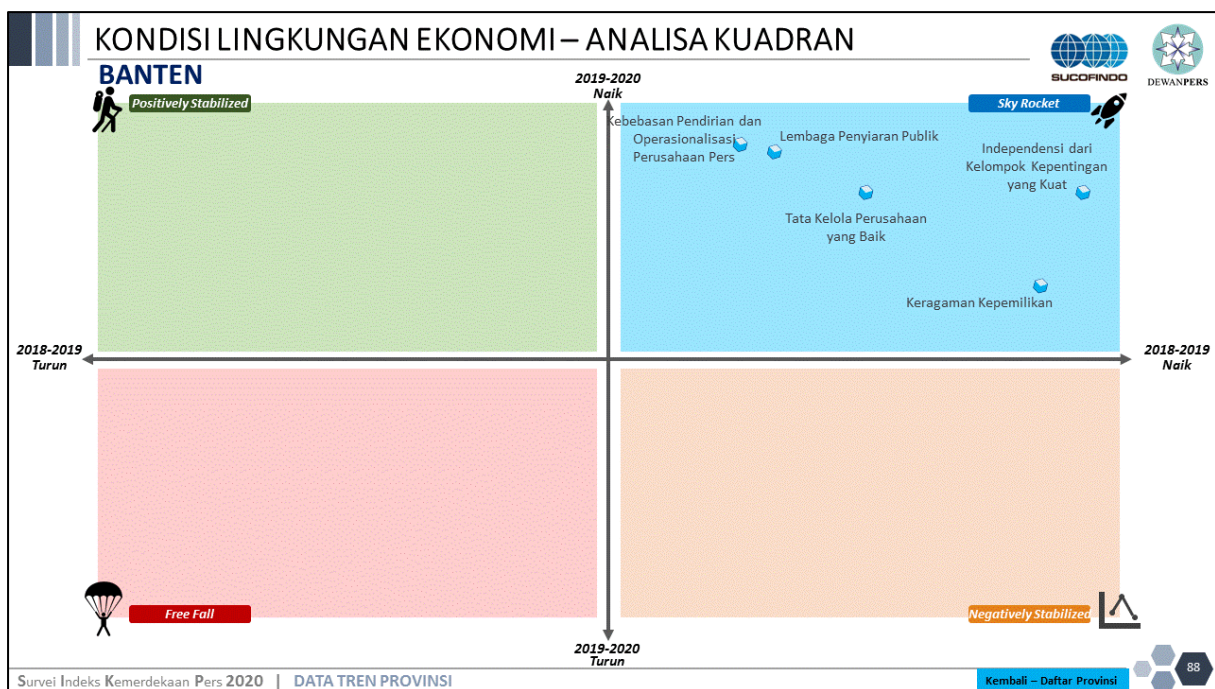 KONDISI LINGKUNGAN EKONOMI – ANALISA KUADRAN
BANTEN
SUCOFINDO
DEWANPERS
2019-2020
Naik
Positively Stabilized
Sky Rocket
Kebebasan Pendirian dan
Operasionalisasi
Perusahaan Pers
Lembaga Penyiaran Publik
Independensi dari
Kelompok Kepentingan
yang Kuat
Tata Kelola Perusahaan
yang Baik
Keragaman Kepemilikan
2018-2019
Turun
2018-2019
Naik
Free Fall
Negatively Stabilized
2019-2020
Turun
Survei Indeks Kemerdekaan Pers 2020 | DATA TREN PROVINSI
Kembali – Daftar Provinsi
88